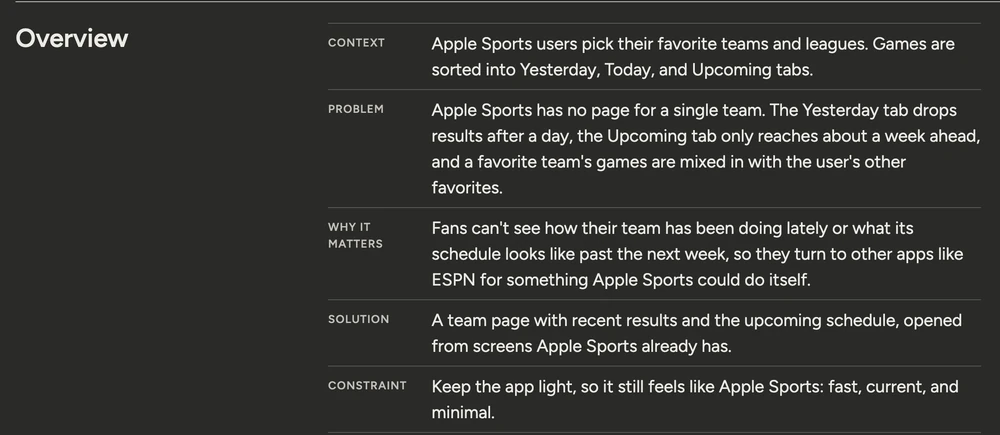 Overview
CONTEXT
Apple Sports users pick their favorite teams and leagues. Games are
sorted into Yesterday, Today, and Upcoming tabs.
PROBLEM
Apple Sports has no page for a single team. The Yesterday tab drops
results after a day, the Upcoming tab only reaches about a week ahead,
and a favorite team's games are mixed in with the user's other
favorites.
WHY IT
MATTERS
Fans can't see how their team has been doing lately or what its
schedule looks like past the next week, so they turn to other apps like
ESPN for something Apple Sports could do itself.
SOLUTION
A team page with recent results and the upcoming schedule, opened
from screens Apple Sports already has.
CONSTRAINT
Keep the app light, so it still feels like Apple Sports: fast, current, and
minimal.